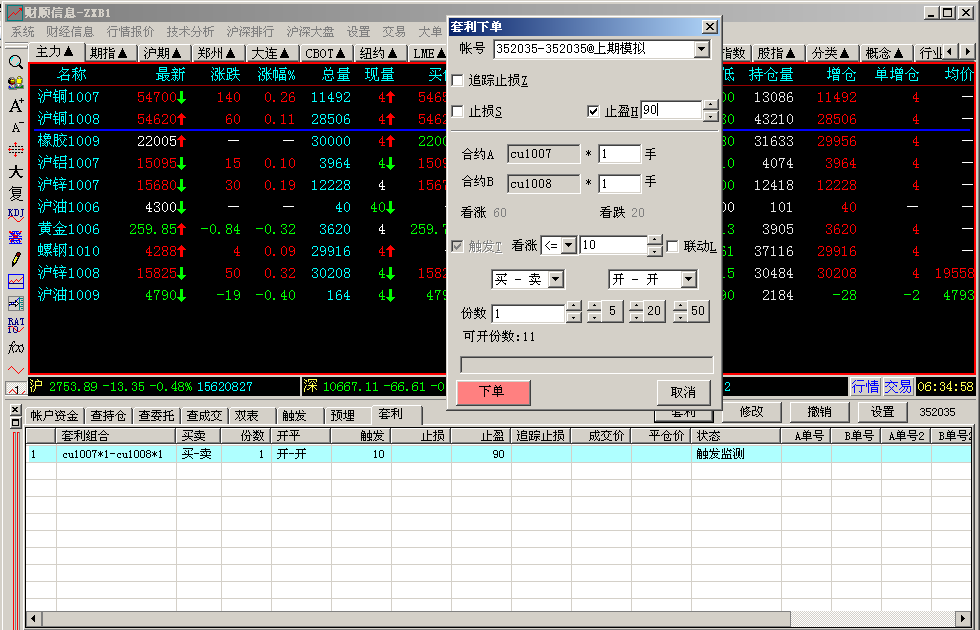 财顺信息-ZXB1
系统 财经信息 行情报价 技术分析 沪深排行 沪深大盘 设置 交易 大单
主力▲ 期指▲ 沪期▲ 郑州▲ 大连▲ CBOT▲ 纽约▲ LME▲ 指数 股指▲ 分类▲ 概念▲ 行业
名称 最新 涨跌 涨幅% 总量 现量 买 低 持仓量 增仓 单增仓 均价
沪铜1007 54700↓ 140 0.26 11492 4↑ 5465 00 13086 11492 4 —
沪铜1008 54620↑ 60 0.11 28506 4↑ 5462 30 43210 28506 4 —
橡胶1009 22005↑ — — 30000 4↑ 2200 00 31633 29956 4 —
沪铝1007 15095↓ 15 0.10 3964 4↓ 1509 00 4074 3964 4 —
沪锌1007 15680↓ 30 0.19 12228 4 1567 00 12418 12228 4 —
沪油1006 4300↓ — — 40 40↓ — 00 101 40 — —
黄金1006 259.85↑ -0.84 -0.32 3620 4 259.7 13 3905 3620 4 —
螺钢1010 4288↑ 4 0.09 29916 4↑ 428 61 37116 29916 4 —
沪锌1008 15825↓ 50 0.32 30208 4↓ 1582 15 30484 30208 4 19558
沪油1009 4790↓ -19 -0.40 164 4↓ 479 90 2184 -28 -2 4793
A+
A-
大
复
KDJ
RAT
IO
f(x)
套利下单
帐号 352035-352035@上期模拟
追踪止损Z
止损S 止盈H 90
合约A cu1007 * 1 手
合约B cu1008 * 1 手
看涨 60 看跌 20
触发T 看涨 <= 10 联动L
买 - 卖 开 - 开
份数 1 5 20 50
可开份数:11
下单 取消
沪 2753.89 -13.35 -0.48% 15620827 深 10667.11 -66.61 -0 2 行情 交易 06:34:58
帐户资金 查持仓 查委托 查成交 双表 触发 预埋 套利 套利 修改 撤销 设置 352035
套利组合 买卖 份数 开平 触发 止损 止盈 追踪止损 成交价 平仓价 状态 A单号 B单号 A单号2 B单号2
1 cu1007*1-cu1008*1 买-卖 1 开-开 10 90 触发监测